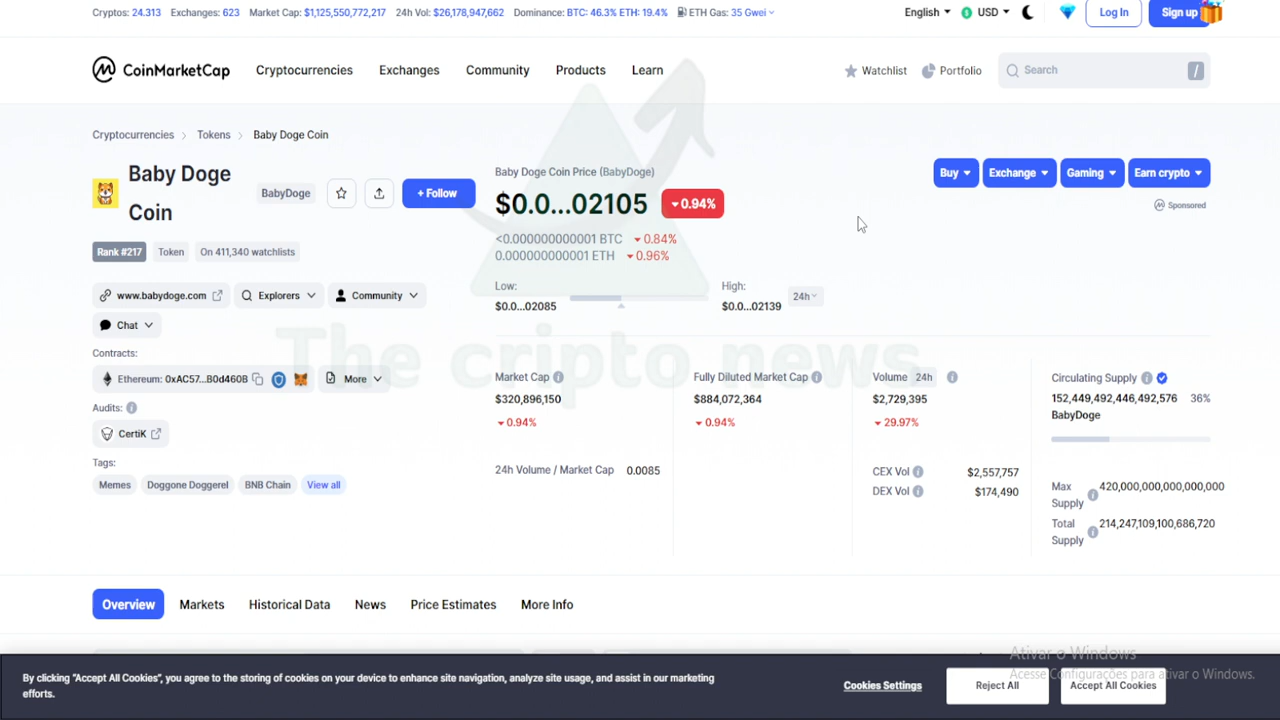 Cryptos: 24.313 Exchanges: 623 Market Cap: $1,125,550,772,217 24h Vol: $26,178,947,662 Dominance: BTC: 46.3% ETH: 19.4% ETH Gas: 35 Gwei English USD Log In Sign up
CoinMarketCap Cryptocurrencies Exchanges Community Products Learn Watchlist Portfolio Search /
Cryptocurrencies > Tokens > Baby Doge Coin
Baby Doge
Coin
BabyDoge + Follow
Rank #217 Token On 411,340 watchlists
www.babydoge.com Explorers Community
Chat
Contracts:
Ethereum: 0xAC57...B0d460B More
Audits:
CertiK
Tags:
Memes Doggone Doggerel BNB Chain View all
Baby Doge Coin Price (BabyDoge)
$0.0...02105 0.94%
<0.000000000001 BTC 0.84%
0.000000000001 ETH 0.96%
Low:
$0.0...02085
High:
$0.0...02139
24h
Buy Exchange Gaming Earn crypto
Sponsored
The cripto news
Market Cap
$320,896,150
0.94%
24h Volume / Market Cap 0.0085
Fully Diluted Market Cap
$884,072,364
0.94%
Volume 24h
$2,729,395
29.97%
CEX Vol $2,557,757
DEX Vol $174,490
Circulating Supply
152,449,492,446,492,576 36%
BabyDoge
Max
Supply
420,000,000,000,000,000
Total
Supply
214,247,109,100,686,720
Overview Markets Historical Data News Price Estimates More Info
By clicking "Accept All Cookies", you agree to the storing of cookies on your device to enhance site navigation, analyze site usage, and assist in our marketing
efforts.
Cookies Settings Reject All Accept All Cookies
Ativar o Windows
Acesse Configurações para ativar o Windows.